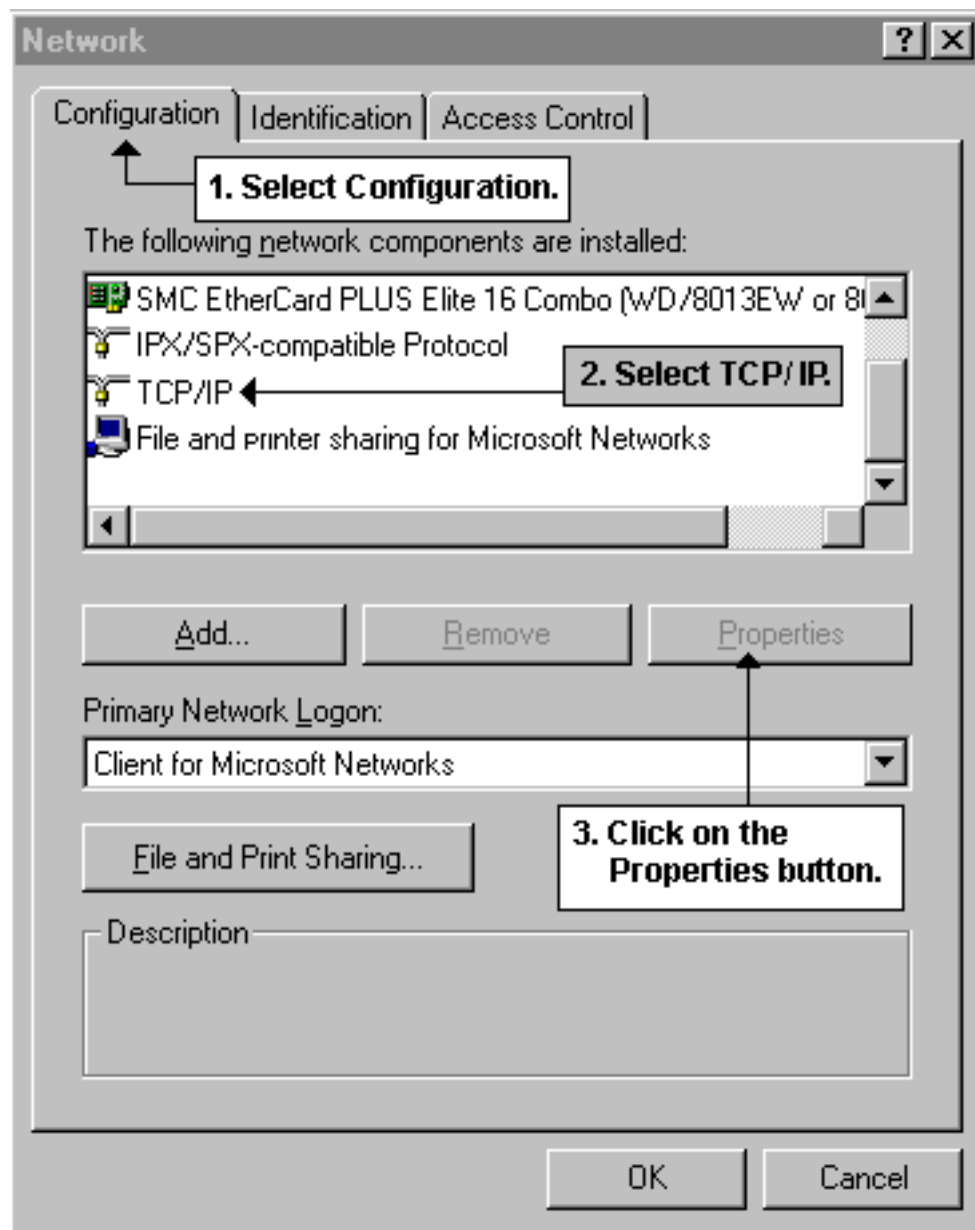 Network
Configuration
Identification
Access Control
1. Select Configuration.
The following network components are installed:
SMC EtherCard PLUS Elite 16 Combo (WD/8013EW or 8
IPX/SPX-compatible Protocol
2. Select TCP/IP.
TCP/IP
File and printer sharing for Microsoft Networks
Add...
Remove
Properties
Primary Network Logon:
Client for Microsoft Networks
File and Print Sharing...
3. Click on the
Properties button.
Description
OK
Cancel